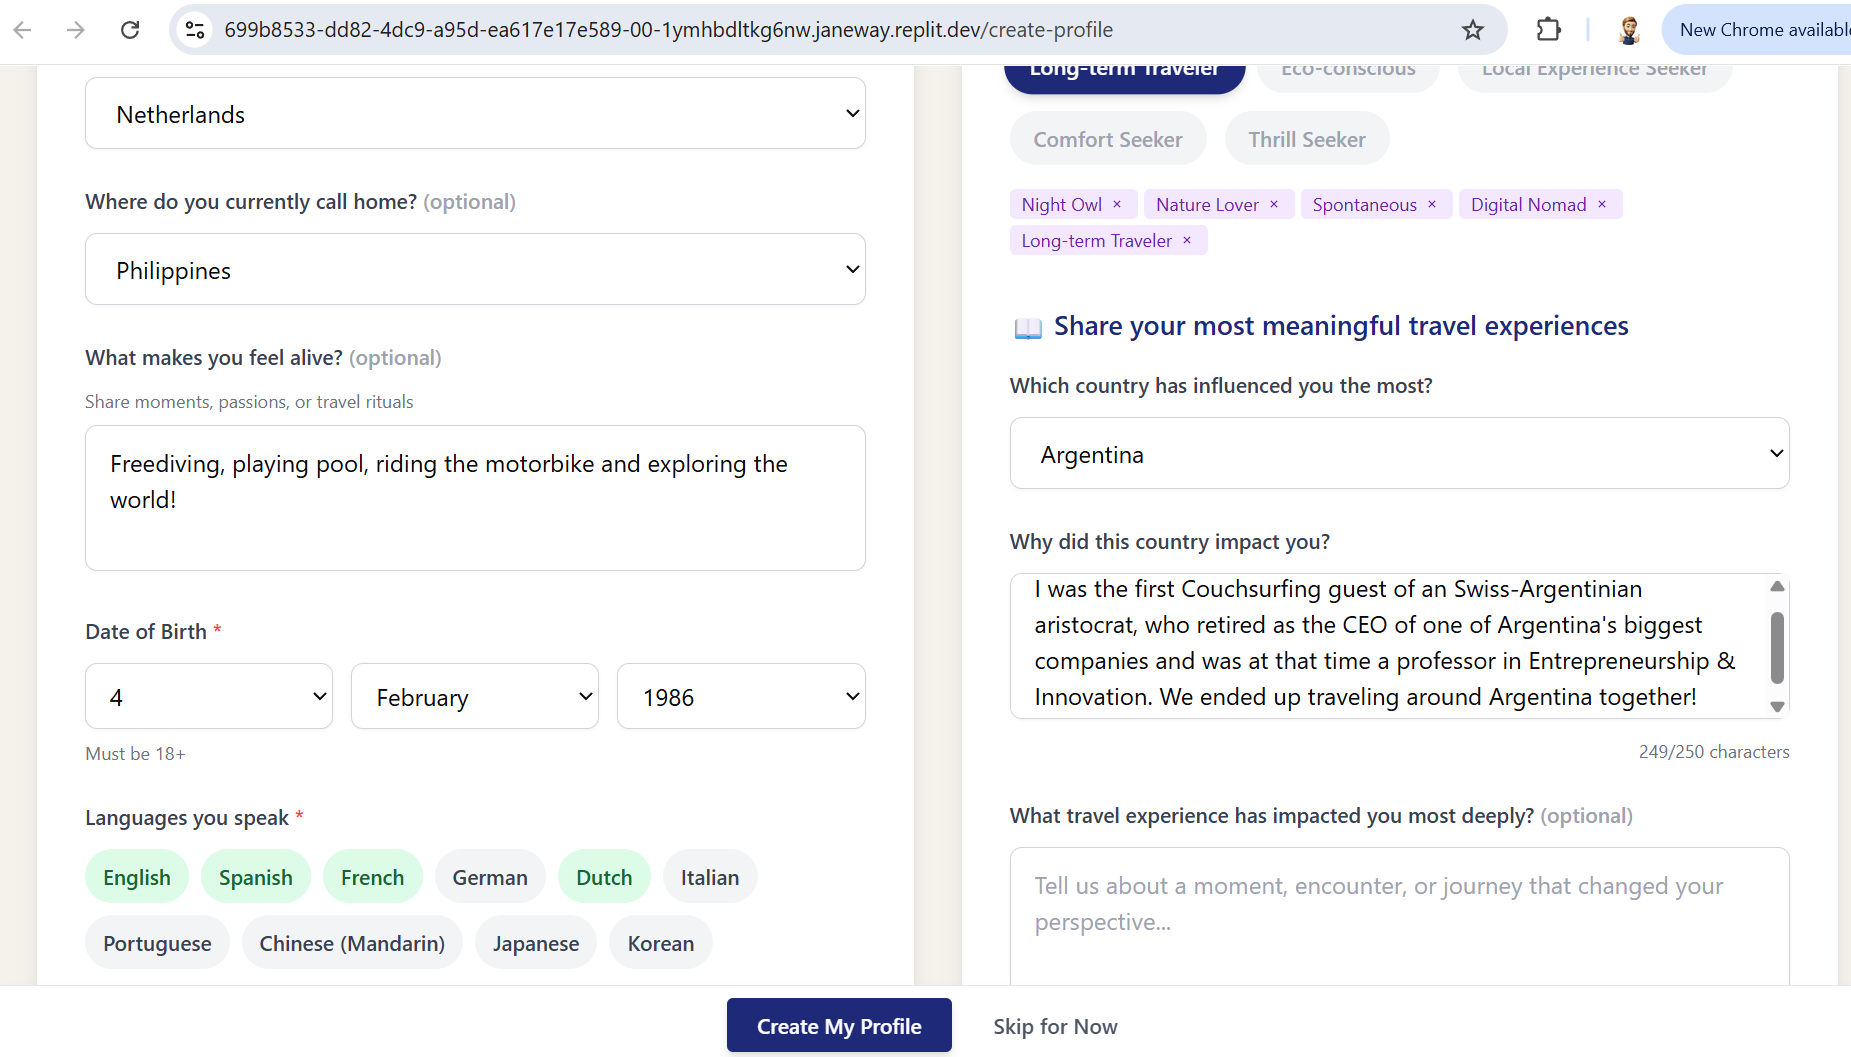 699b8533-dd82-4dc9-a95d-ea617e17e589-00-1ymhbdltkg6nw.janeway.replit.dev/create-profile
New Chrome available
Netherlands
Where do you currently call home? (optional)
Philippines
What makes you feel alive? (optional)
Share moments, passions, or travel rituals
Freediving, playing pool, riding the motorbike and exploring the
world!
Date of Birth *
4
February
1986
Must be 18+
Languages you speak *
English
Spanish
French
German
Dutch
Italian
Portuguese
Chinese (Mandarin)
Japanese
Korean
Long-term Traveler
Eco-conscious
Local Experience Seeker
Comfort Seeker
Thrill Seeker
Night Owl ×
Nature Lover ×
Spontaneous ×
Digital Nomad ×
Long-term Traveler ×
Share your most meaningful travel experiences
Which country has influenced you the most?
Argentina
Why did this country impact you?
I was the first Couchsurfing guest of an Swiss-Argentinian
aristocrat, who retired as the CEO of one of Argentina's biggest
companies and was at that time a professor in Entrepreneurship &
Innovation. We ended up traveling around Argentina together!
249/250 characters
What travel experience has impacted you most deeply? (optional)
Tell us about a moment, encounter, or journey that changed your
perspective...
Create My Profile
Skip for Now